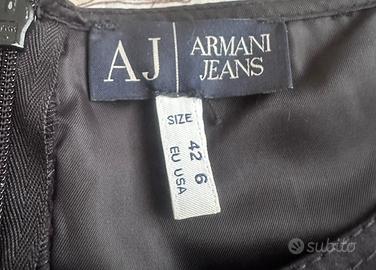 AJ
ARMANI
JEANS
SIZE
42 6
EU USA
subito